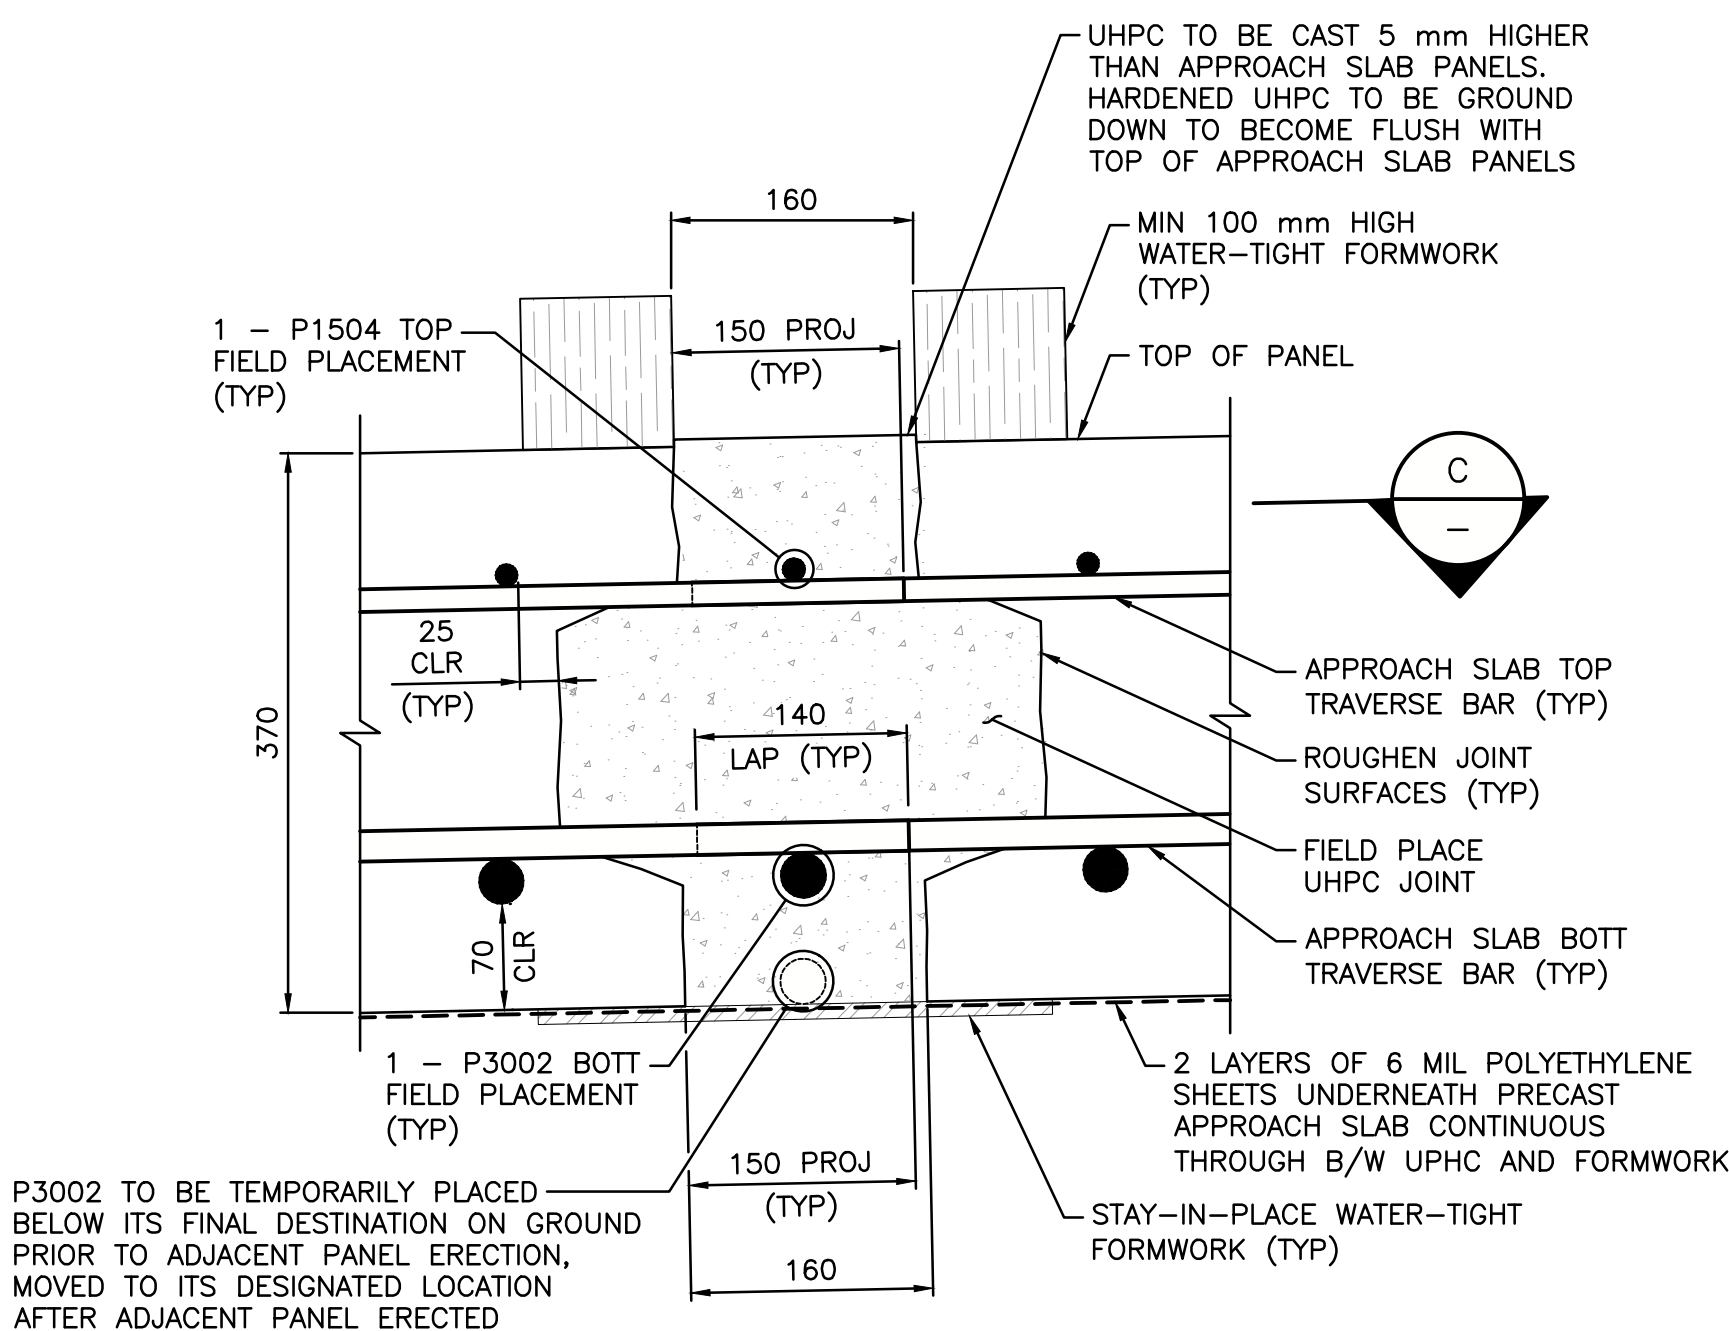 UHPC TO BE CAST 5 mm HIGHER
THAN APPROACH SLAB PANELS.
HARDENED UHPC TO BE GROUND
DOWN TO BECOME FLUSH WITH
TOP OF APPROACH SLAB PANELS
160
MIN 100 mm HIGH
WATER-TIGHT FORMWORK
(TYP)
1 - P1504 TOP
FIELD PLACEMENT
(TYP)
150 PROJ
(TYP)
TOP OF PANEL
C
-
370
25
CLR
(TYP)
140
LAP (TYP)
APPROACH SLAB TOP
TRAVERSE BAR (TYP)
ROUGHEN JOINT
SURFACES (TYP)
FIELD PLACE
UHPC JOINT
APPROACH SLAB BOTT
TRAVERSE BAR (TYP)
70
CLR
1 - P3002 BOTT
FIELD PLACEMENT
(TYP)
2 LAYERS OF 6 MIL POLYETHYLENE
SHEETS UNDERNEATH PRECAST
APPROACH SLAB CONTINUOUS
THROUGH B/W UPHC AND FORMWORK
P3002 TO BE TEMPORARILY PLACED
BELOW ITS FINAL DESTINATION ON GROUND
PRIOR TO ADJACENT PANEL ERECTION,
MOVED TO ITS DESIGNATED LOCATION
AFTER ADJACENT PANEL ERECTED
150 PROJ
(TYP)
160
STAY-IN-PLACE WATER-TIGHT
FORMWORK (TYP)